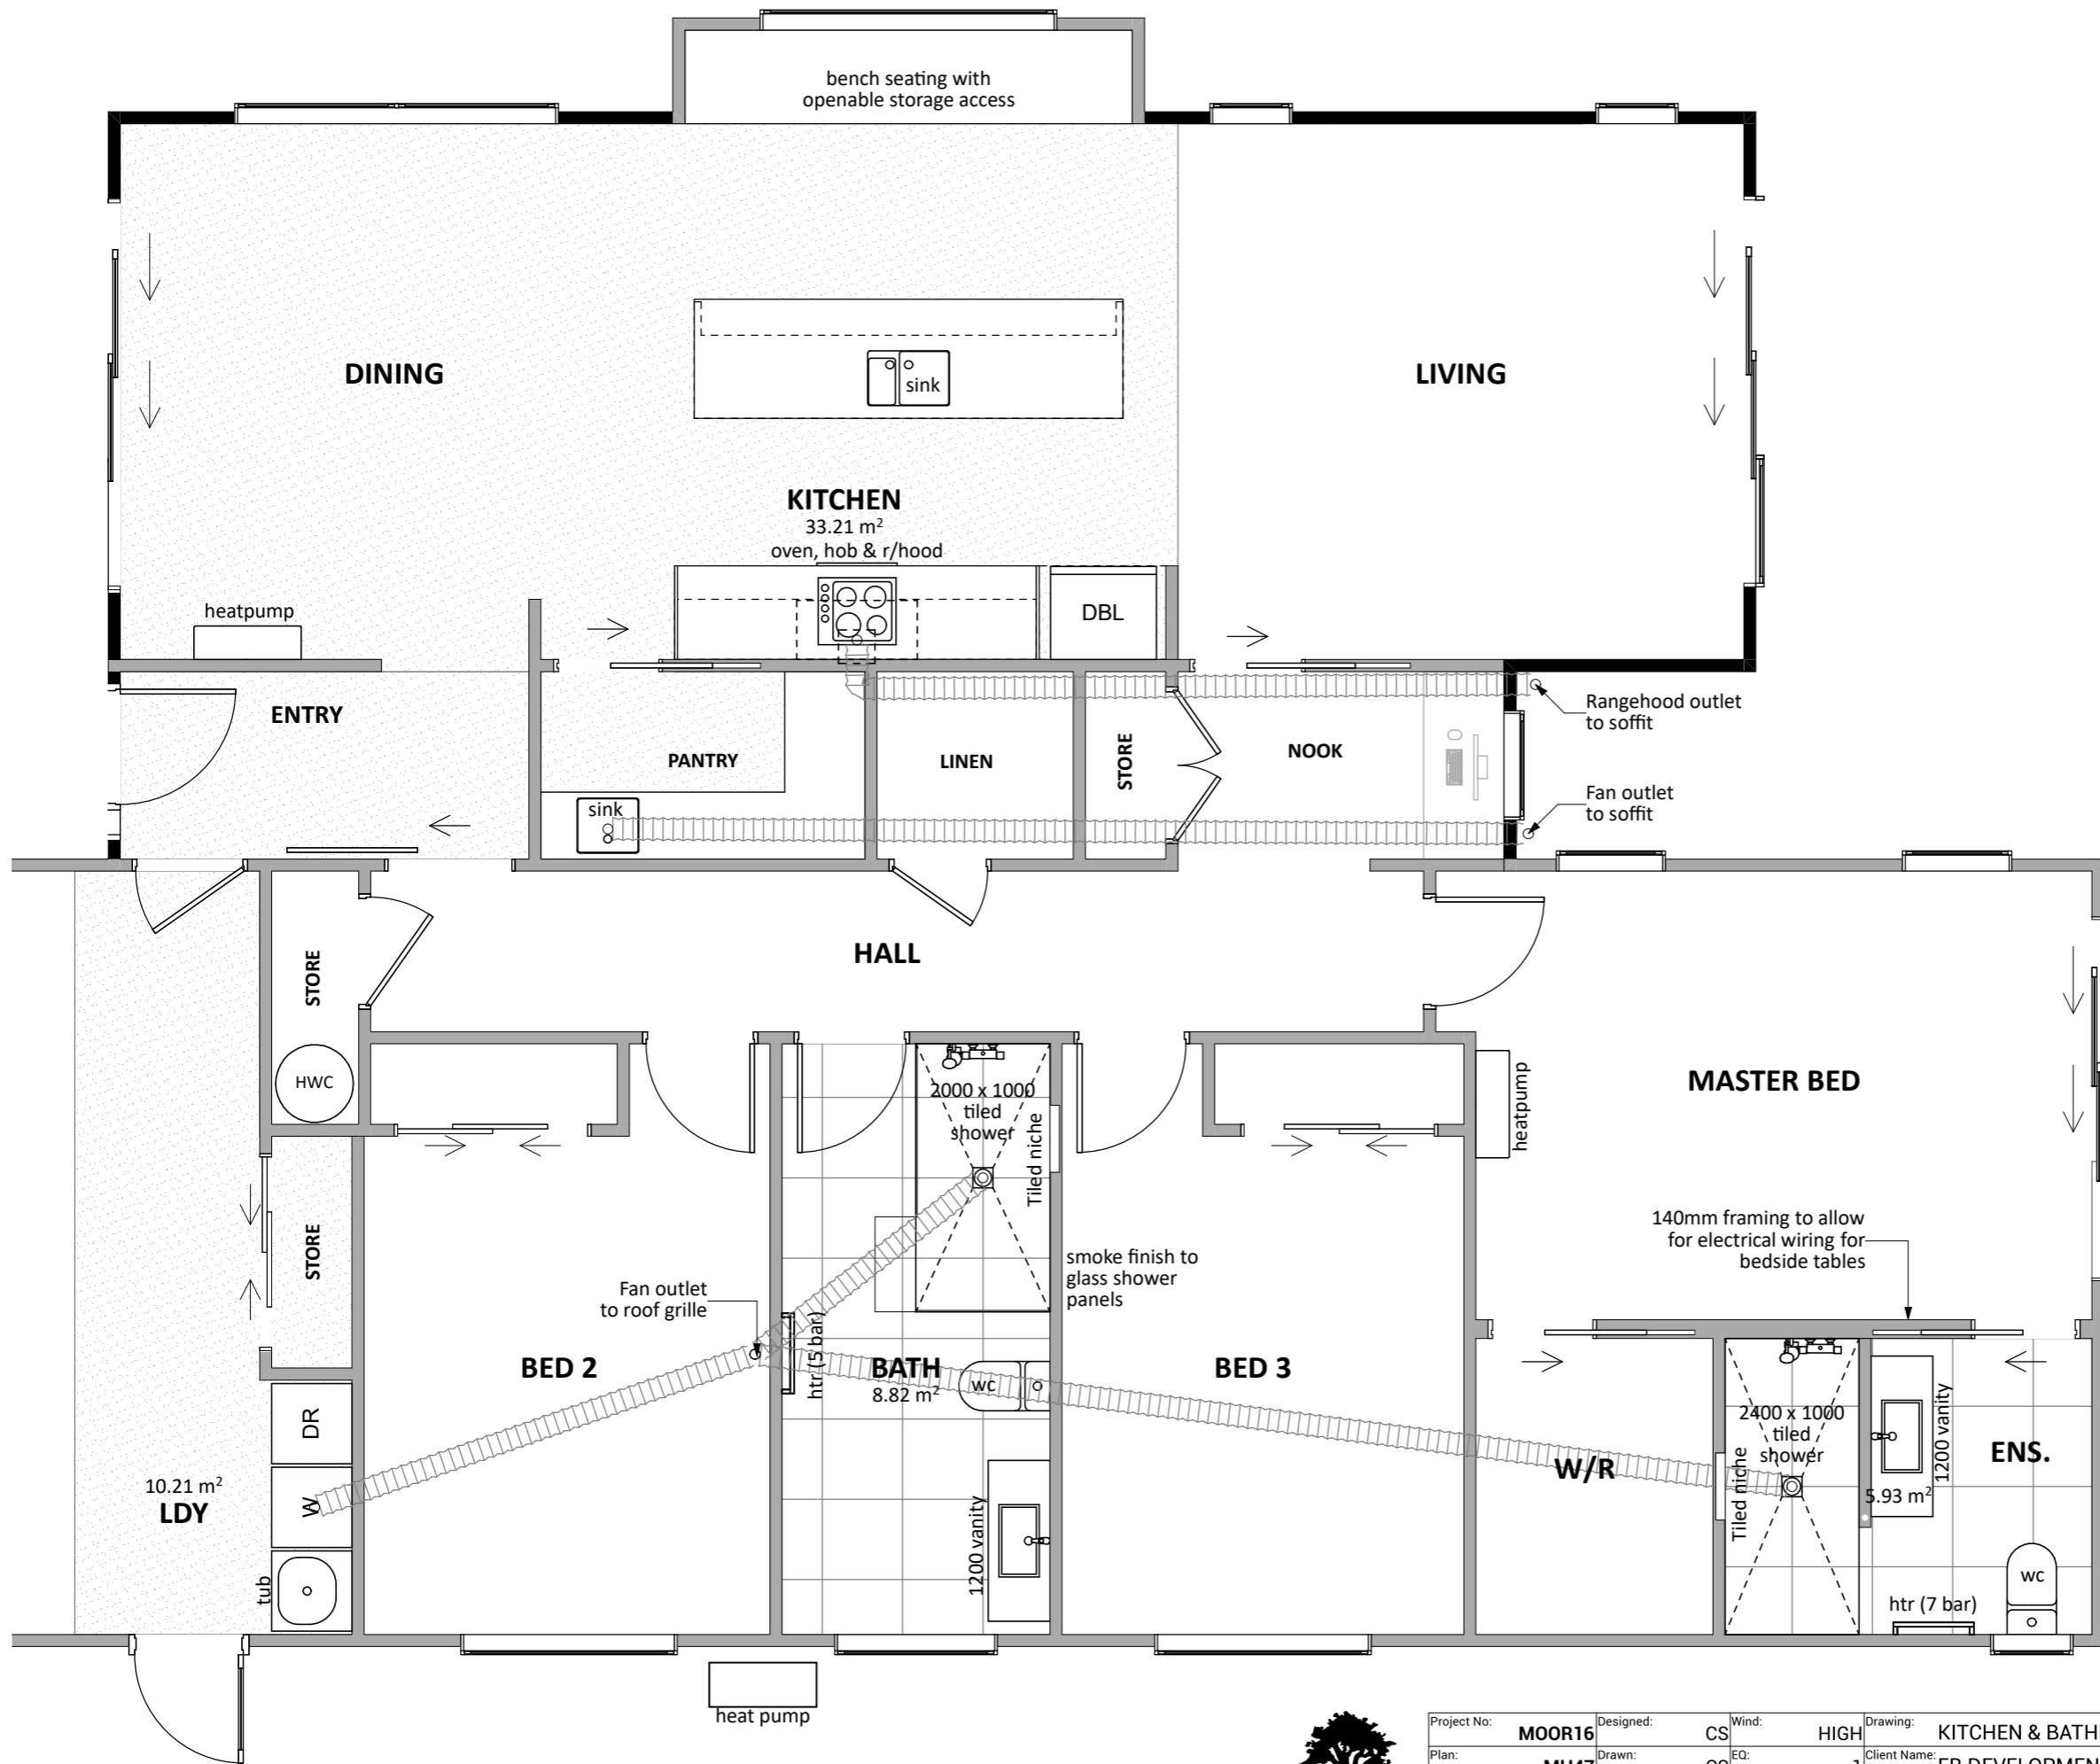 bench seating with
openable storage access
DINING
sink
LIVING
KITCHEN
33.21 m²
oven, hob & r/hood
heatpump
DBL
ENTRY
PANTRY
LINEN
STORE
NOOK
Rangehood outlet
to soffit
sink
Fan outlet
to soffit
STORE
HALL
HWC
2000 x 1000
tiled
shower
Tiled niche
heatpump
MASTER BED
STORE
140mm framing to allow
for electrical wiring for
bedside tables
smoke finish to
glass shower
panels
Fan outlet
to roof grille
htr (5 bar)
BED 2
BATH
8.82 m²
wc
BED 3
DR
2400 x 1000
tiled
shower
1200 vanity
ENS.
W/R
10.21 m²
LDY
W
Tiled niche
5.93 m²
1200 vanity
tub
wc
htr (7 bar)
heat pump
Project No: MOOR16 Designed: CS Wind: HIGH Drawing: KITCHEN & BATH
Plan: Drawn: EQ: Client Name: